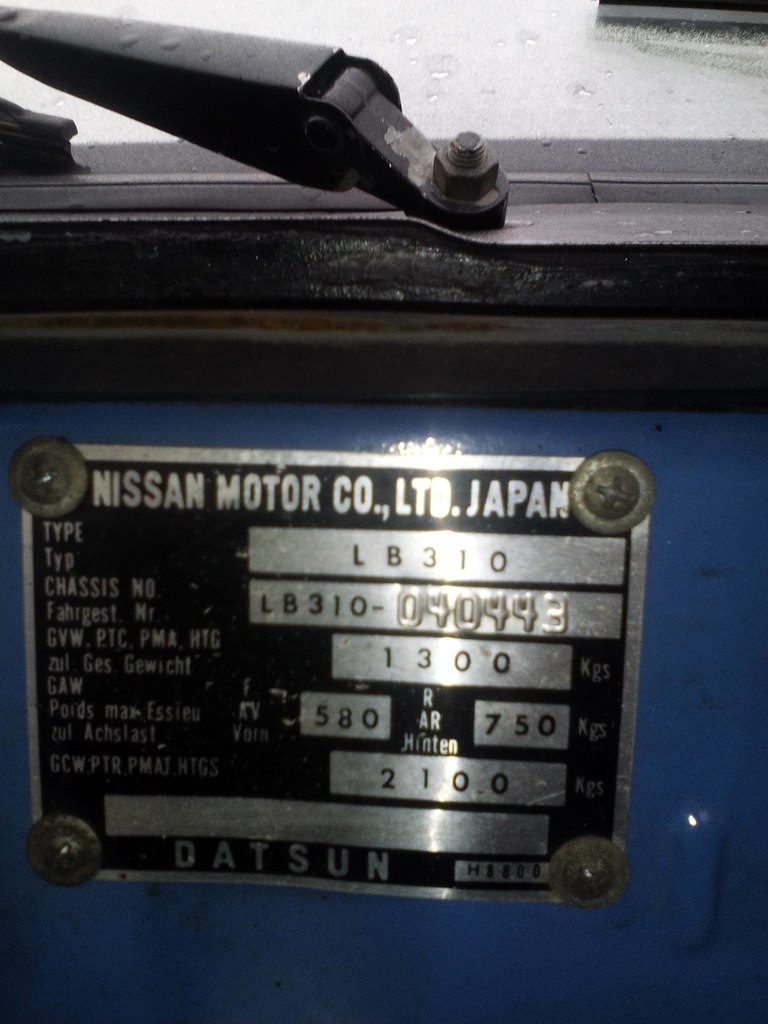 NISSAN MOTOR CO., LTD. JAPAN
TYPE
Typ
LB310
CHASSIS NO.
Fahrgest. Nr.
LB310-040443
GVW. PTC. PMA. HTG
zul. Ges. Gewicht
1300 Kgs
GAW
Poids max. Essieu
zul Achslast
F
AV
Vorn
580
R
AR
Hinten
750 Kgs
GCW. PTR. PMAT. HTGS
2100 Kgs
DATSUN
H8800